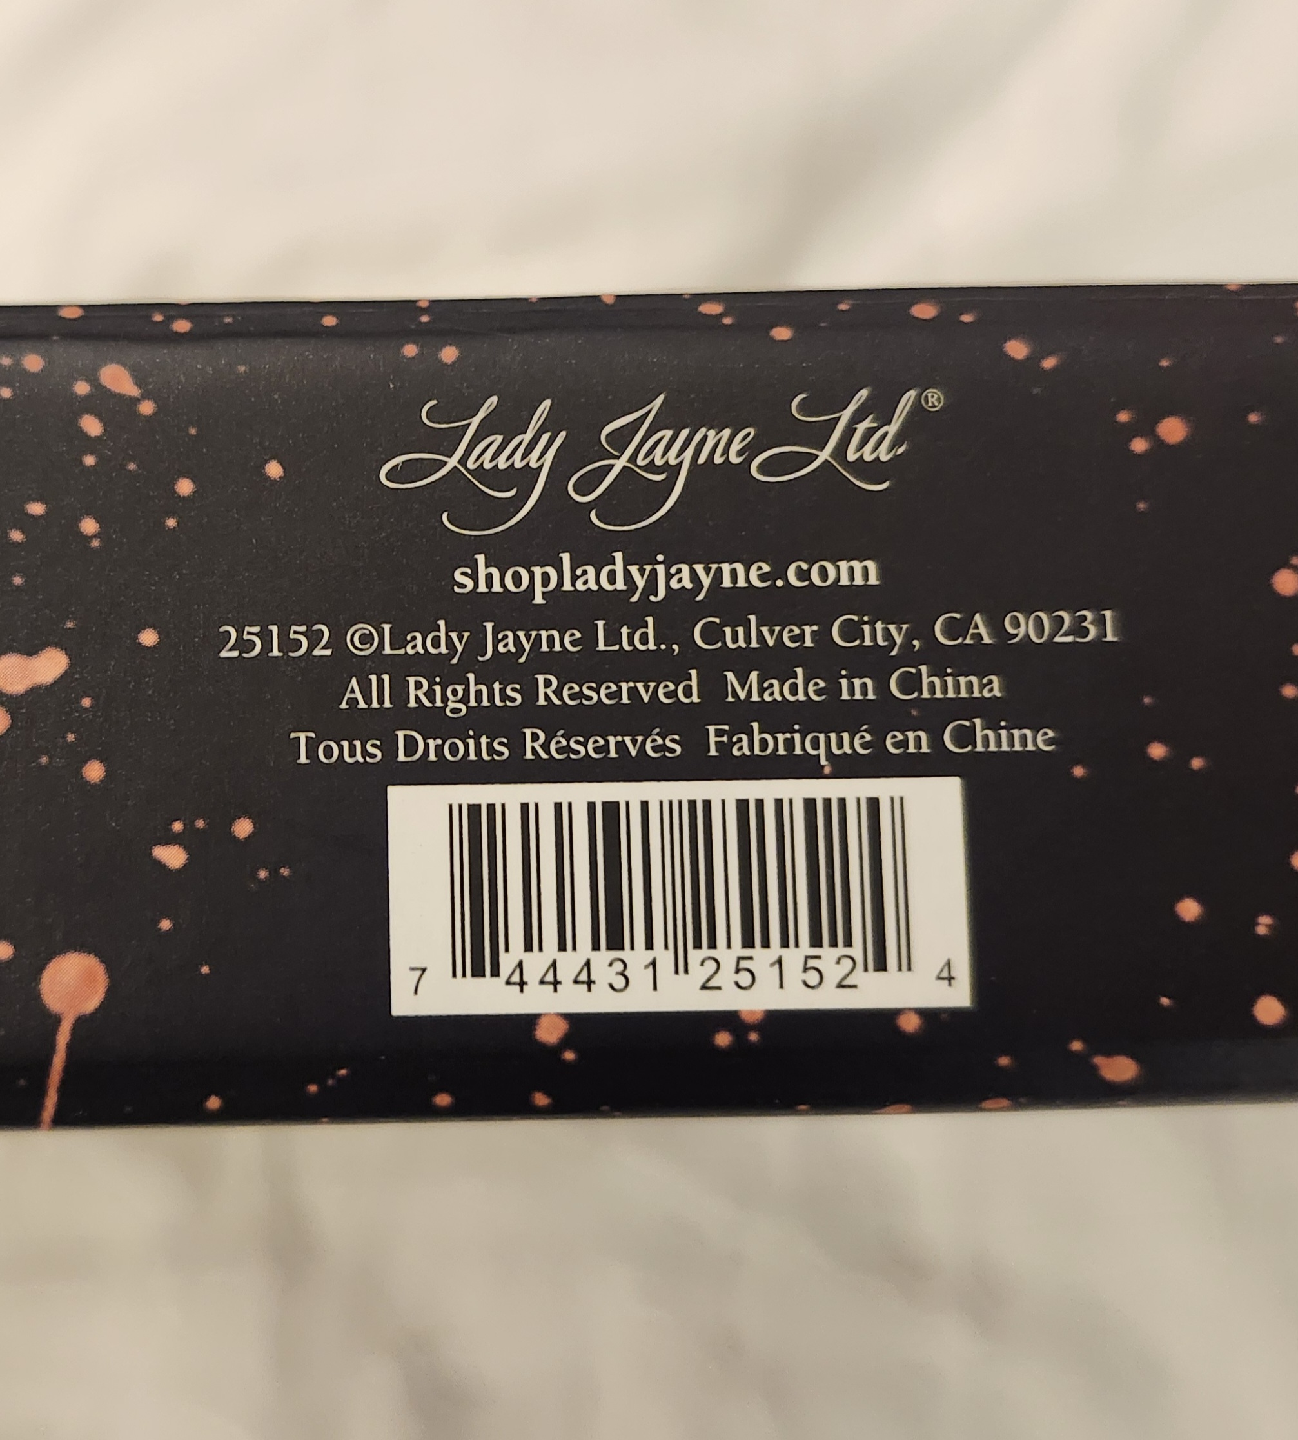 Lady Jayne Ltd.®
shopladyjayne.com
25152 ©Lady Jayne Ltd., Culver City, CA 90231
All Rights Reserved  Made in China
Tous Droits Réservés  Fabriqué en Chine
7 44431 25152 4